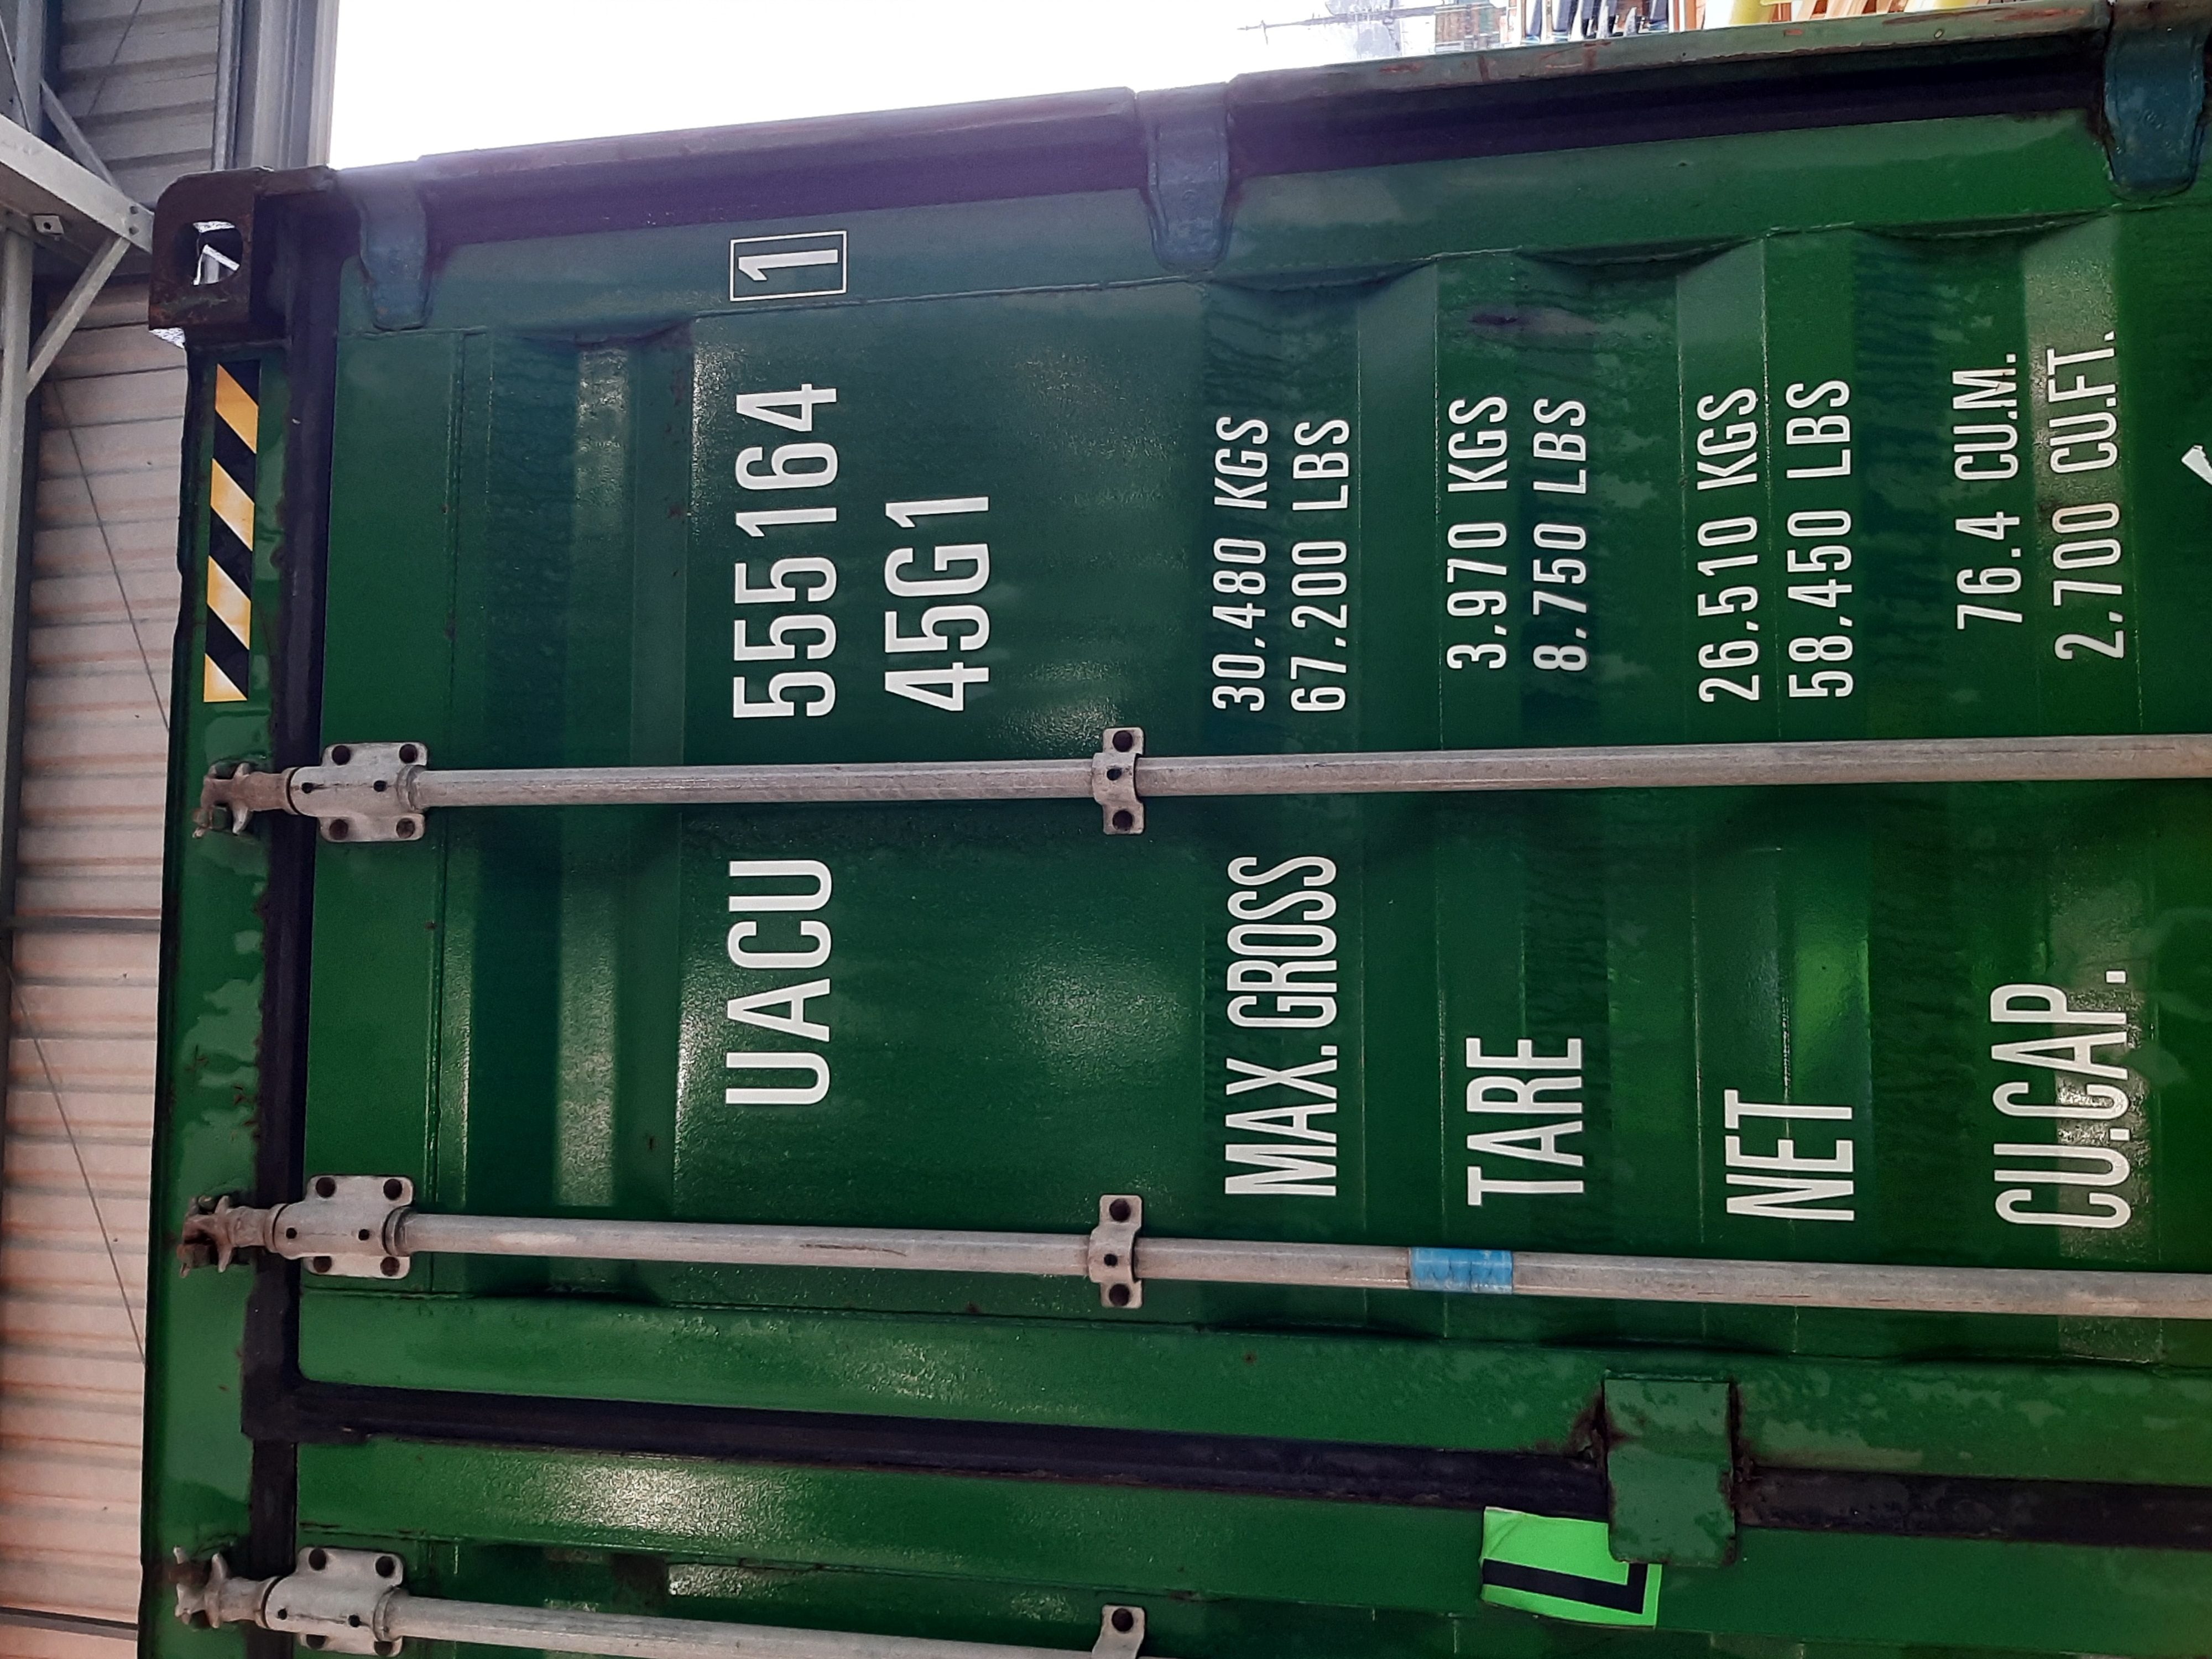 UACU 555164 1
45G1
MAX. GROSS 30.480 KGS
67.200 LBS
TARE 3.970 KGS
8.750 LBS
NET 26.510 KGS
58.450 LBS
CU.CAP. 76.4 CU.M.
2.700 CU.FT.
L